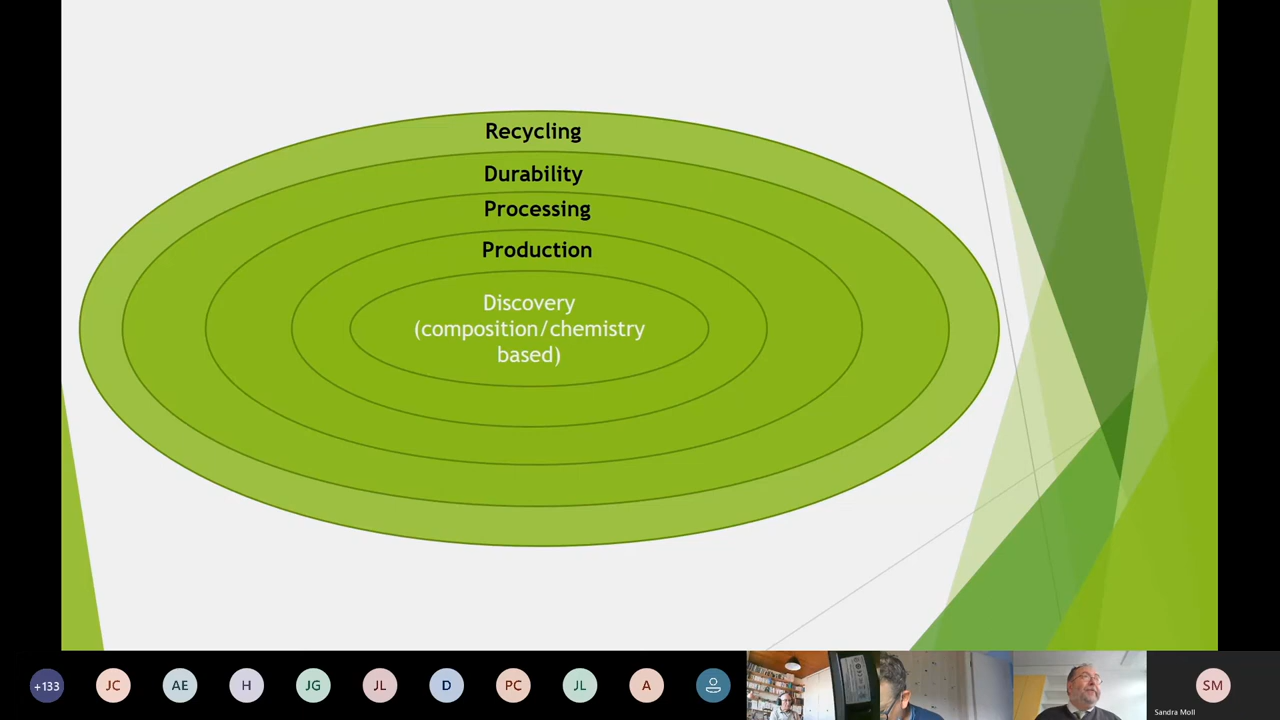 Recycling
Durability
Processing
Production
Discovery
(composition/chemistry
based)
+133
JC
AE
H
JG
JL
D
PC
JL
A
SM
Sandra Moll